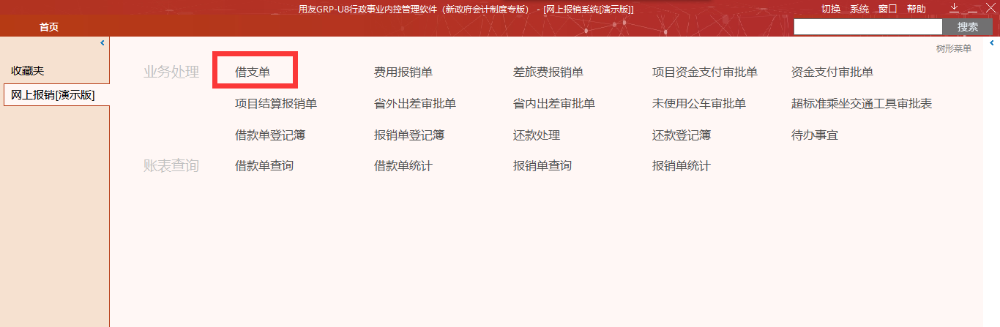 用友GRP-U8行政事业内控管理软件（新政府会计制度专版） - [网上报销系统[演示版]]
切换 系统 窗口 帮助
首页
搜索
树形菜单
收藏夹
网上报销[演示版]
业务处理 借支单 费用报销单 差旅费报销单 项目资金支付审批单 资金支付审批单
项目结算报销单 省外出差审批单 省内出差审批单 未使用公车审批单 超标准乘坐交通工具审批表
借款单登记簿 报销单登记簿 还款处理 还款登记簿 待办事宜
账表查询 借款单查询 借款单统计 报销单查询 报销单统计